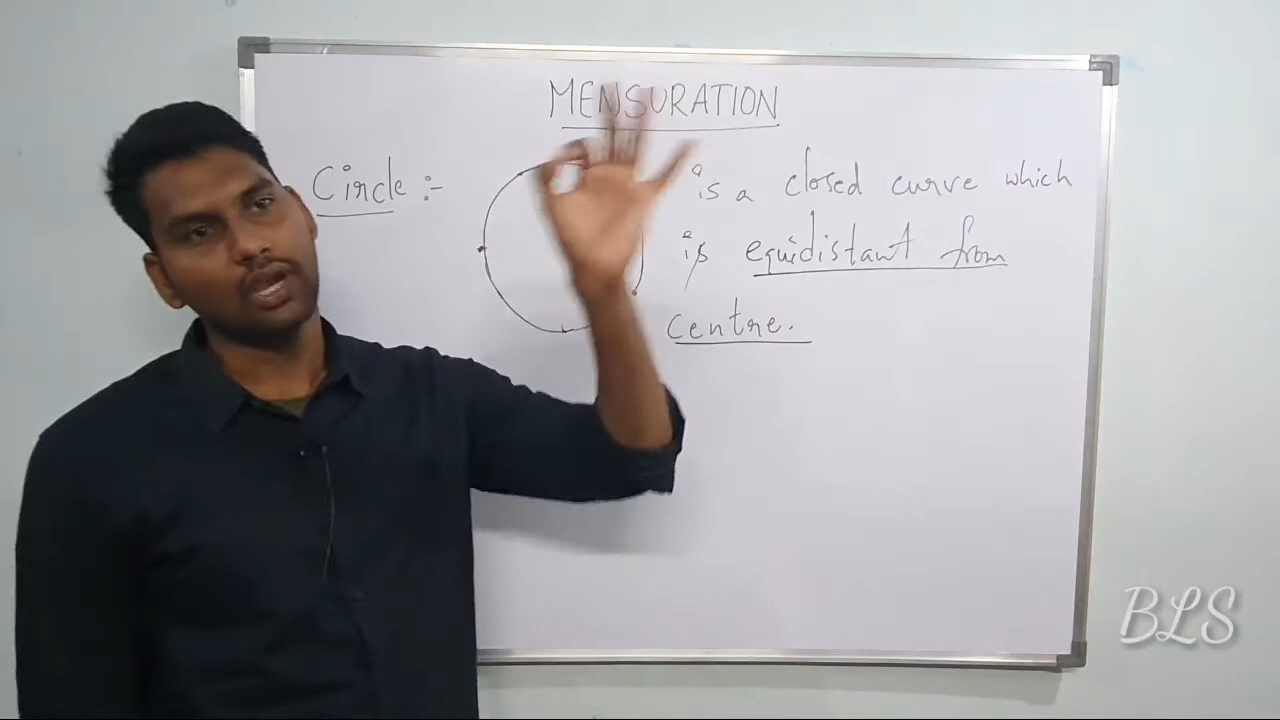 MENSURATION
Circle :- is a closed curve which
is equidistant from
centre.
BLS